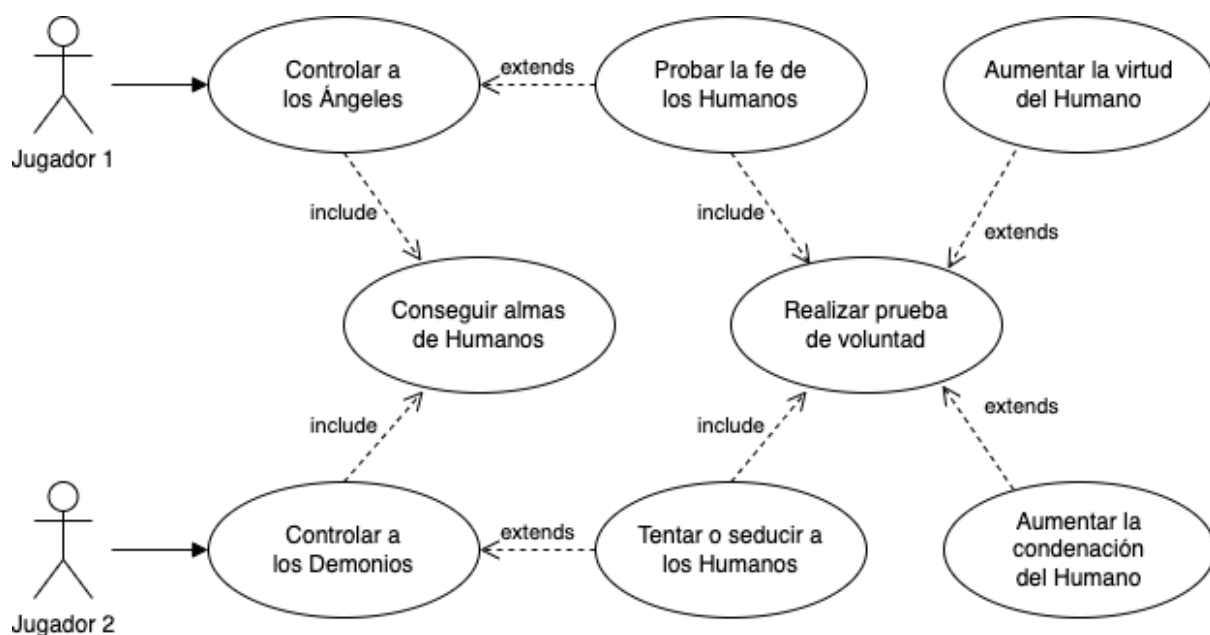 Controlar a
los Ángeles
extends
Probar la fe de
los Humanos
Aumentar la virtud
del Humano
Jugador 1
include
include
extends
Conseguir almas
de Humanos
Realizar prueba
de voluntad
include
include
extends
Controlar a
los Demonios
extends
Tentar o seducir a
los Humanos
Aumentar la
condenación
del Humano
Jugador 2